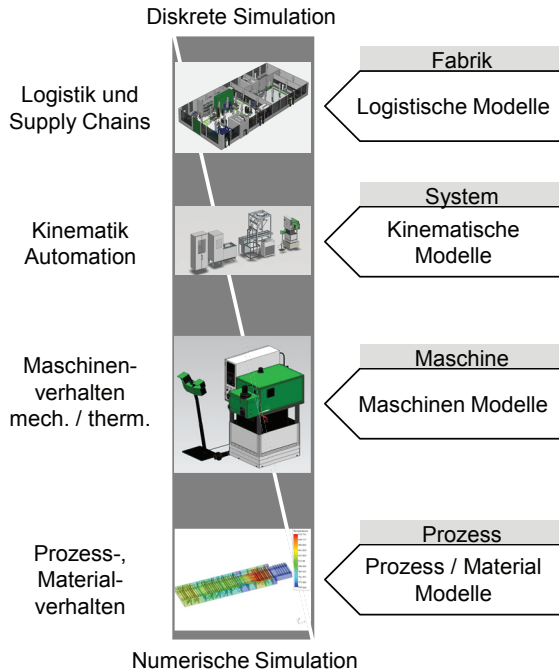 Diskrete Simulation
Logistik und
Supply Chains
Fabrik
Logistische Modelle
Kinematik
Automation
System
Kinematische
Modelle
Maschinen-
verhalten
mech. / therm.
Maschine
Maschinen Modelle
Prozess-,
Material-
verhalten
Prozess
Prozess / Material
Modelle
Numerische Simulation